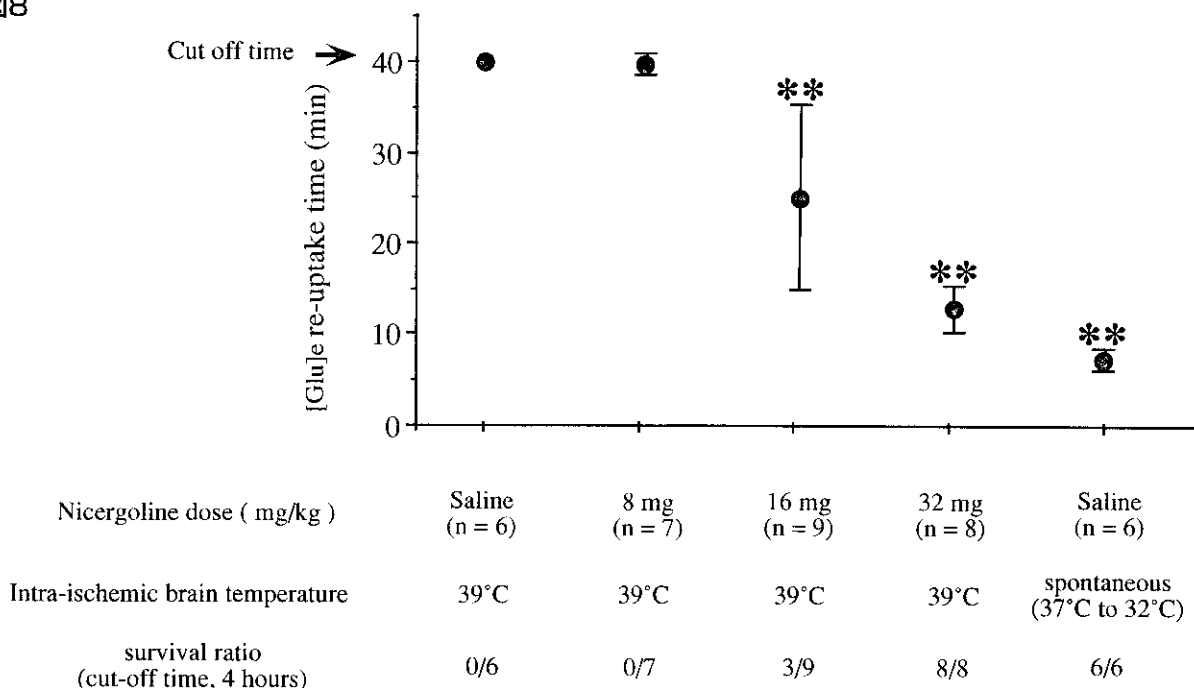 Cut off time
[Glu]e re-uptake time (min)
40
30
20
10
0
**
**
**
Nicergoline dose ( mg/kg )
Saline
(n = 6)
8 mg
(n = 7)
16 mg
(n = 9)
32 mg
(n = 8)
Saline
(n = 6)
Intra-ischemic brain temperature
39°C
39°C
39°C
39°C
spontaneous
(37°C to 32°C)
survival ratio
(cut-off time, 4 hours)
0/6
0/7
3/9
8/8
6/6